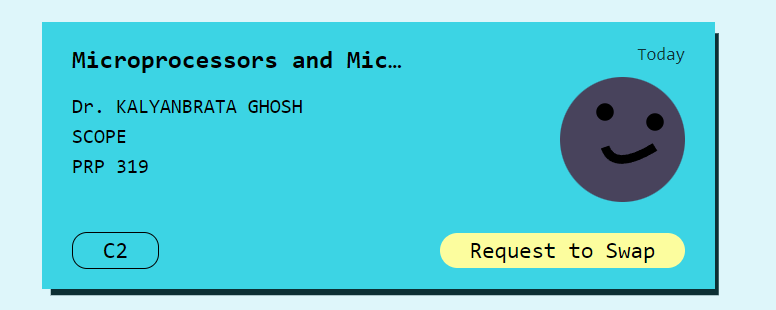 Microprocessors and Mic…
Today
Dr. KALYANBRATA GHOSH
SCOPE
PRP 319
C2
Request to Swap